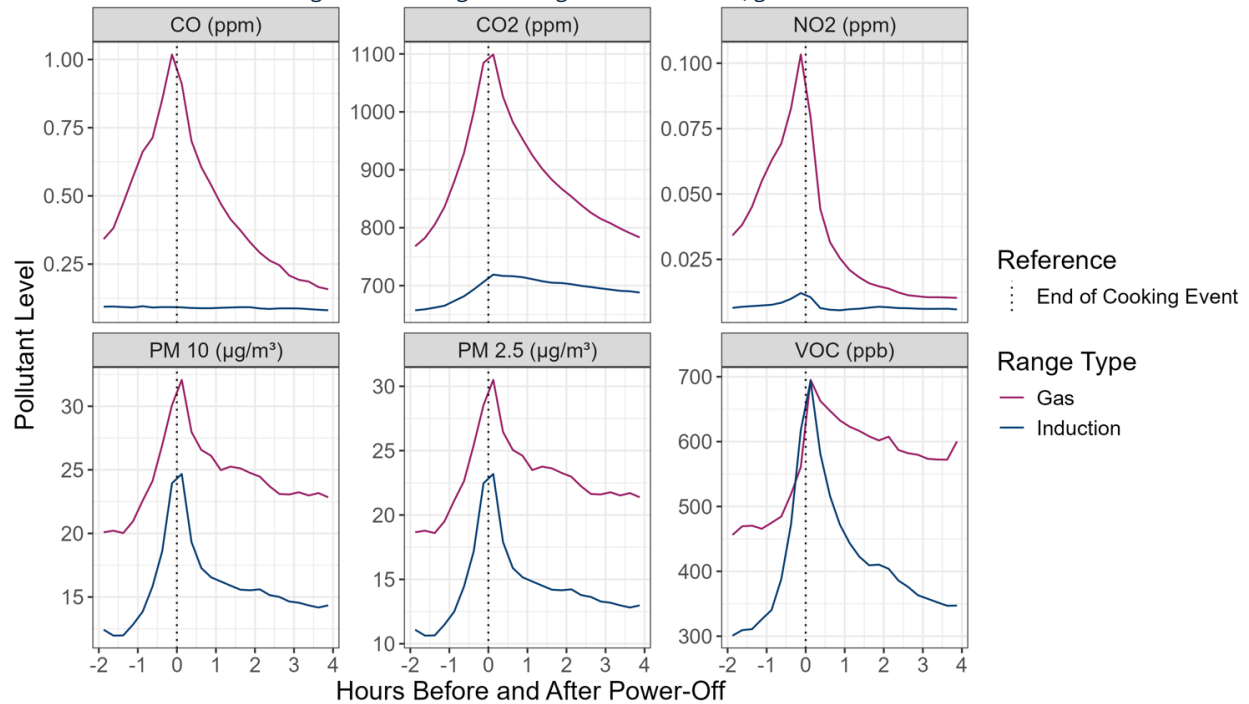 CO (ppm)
CO2 (ppm)
NO2 (ppm)
1.00
0.75
0.50
0.25
1100
1000
900
800
700
0.100
0.075
0.050
0.025
PM 10 (µg/m³)
PM 2.5 (µg/m³)
VOC (ppb)
30
25
20
15
30
25
20
15
10
700
600
500
400
300
-2 -1 0 1 2 3 4
-2 -1 0 1 2 3 4
-2 -1 0 1 2 3 4
Pollutant Level
Hours Before and After Power-Off
Reference
End of Cooking Event
Range Type
Gas
Induction